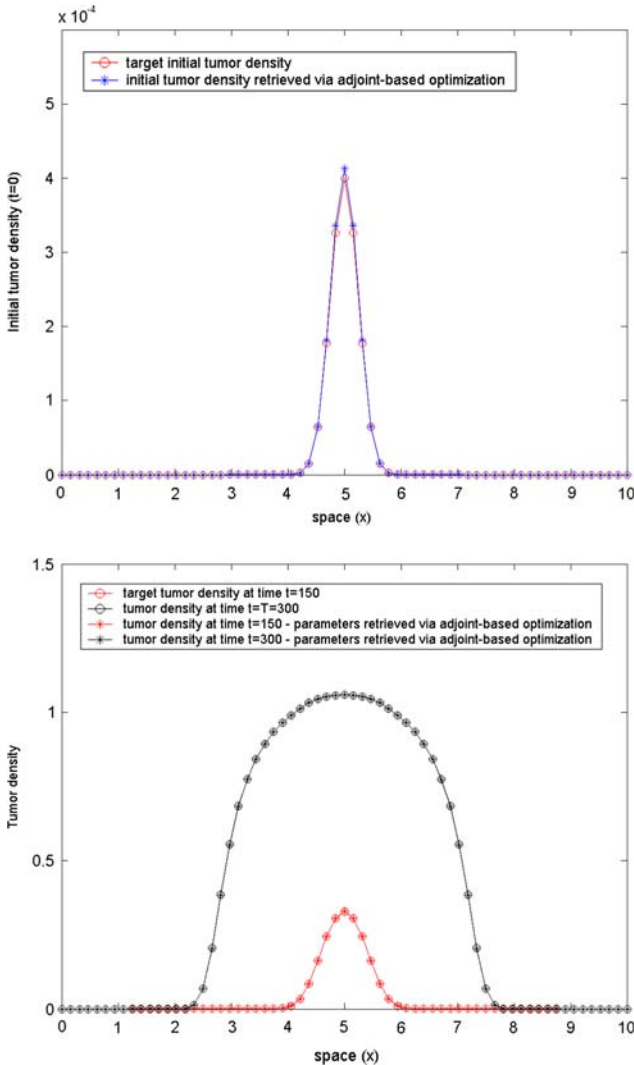 x 10⁻⁴
target initial tumor density
initial tumor density retrieved via adjoint-based optimization
5
4
3
2
1
0
Initial tumor density (t=0)
0 1 2 3 4 5 6 7 8 9 10
space (x)
1.5
target tumor density at time t=150
tumor density at time t=T=300
tumor density at time t=150 - parameters retrieved via adjoint-based optimization
tumor density at time t=300 - parameters retrieved via adjoint-based optimization
1
0.5
0
Tumor density
0 1 2 3 4 5 6 7 8 9 10
space (x)